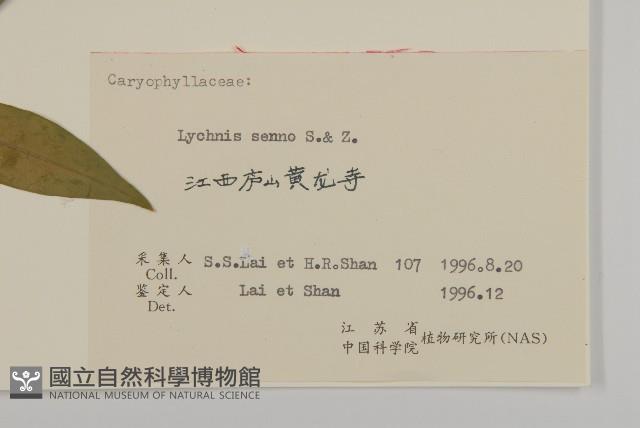 Caryophyllaceae:
Lychnis senno S.& Z.
江西庐山黄龙寺
采集人 S.S.Lai et H.R.Shan 107 1996.8.20
Coll.
鉴定人 Lai et Shan 1996.12
Det.
江苏省
中国科学院 植物研究所(NAS)
國立自然科學博物館
NATIONAL MUSEUM OF NATURAL SCIENCE